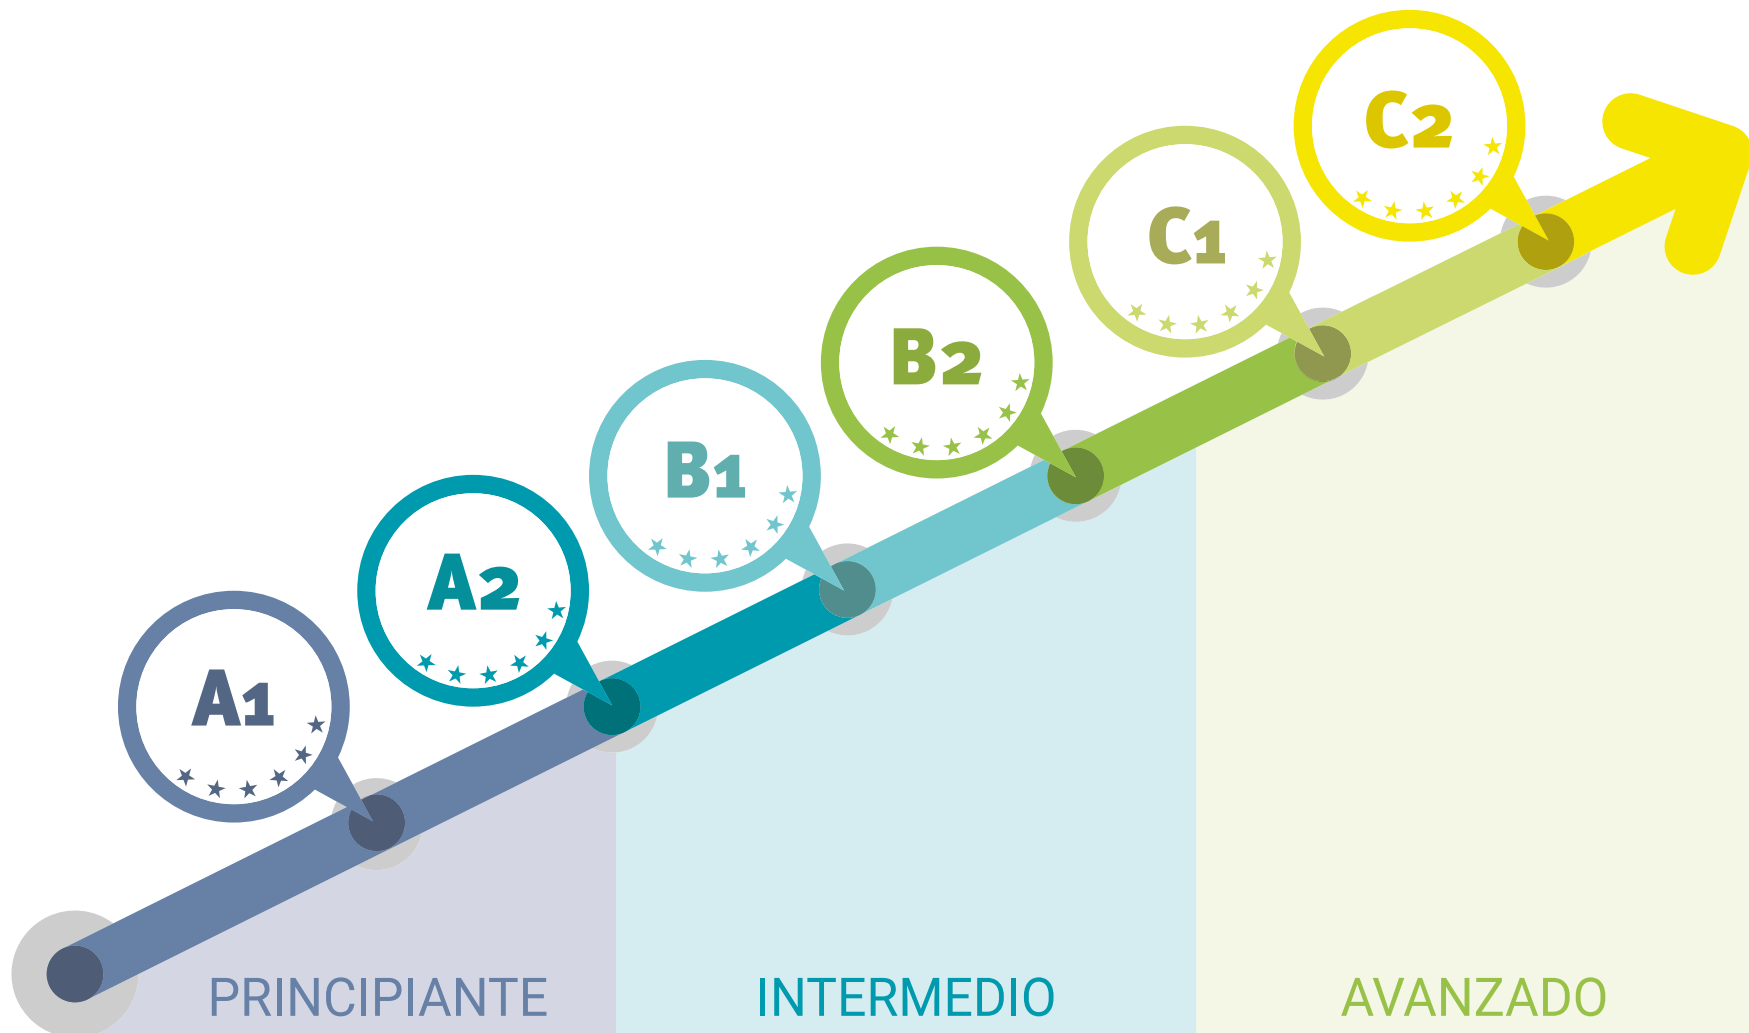 A1
A2
B1
B2
C1
C2
PRINCIPIANTE
INTERMEDIO
AVANZADO